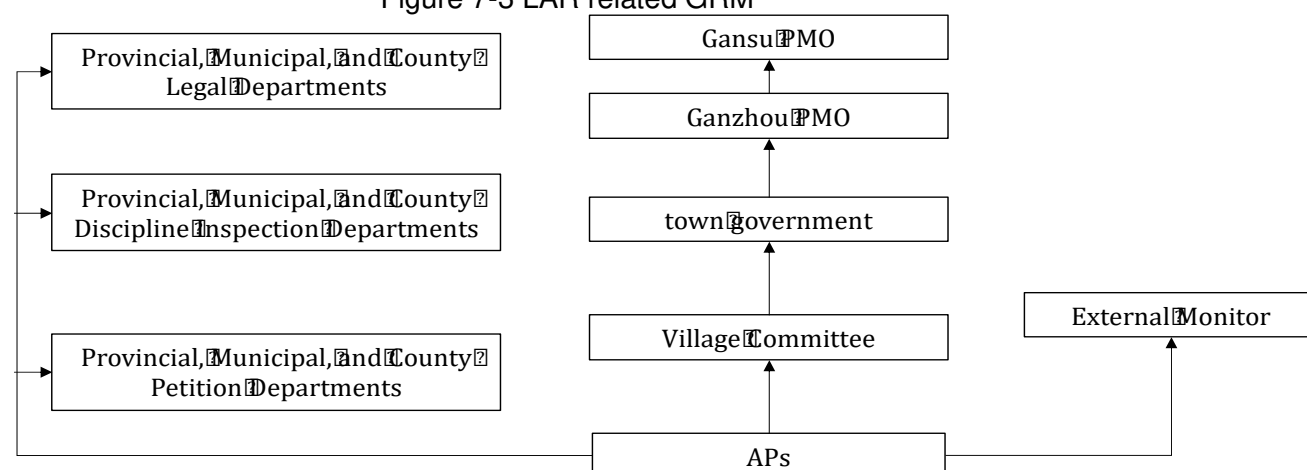 Figure 7-3 LAR related GRM
Provincial, Municipal, and County
Legal Departments
Provincial, Municipal, and County
Discipline Inspection Departments
Provincial, Municipal, and County
Petition Departments
Gansu PMO
Ganzhou PMO
town government
Village Committee
APs
External Monitor